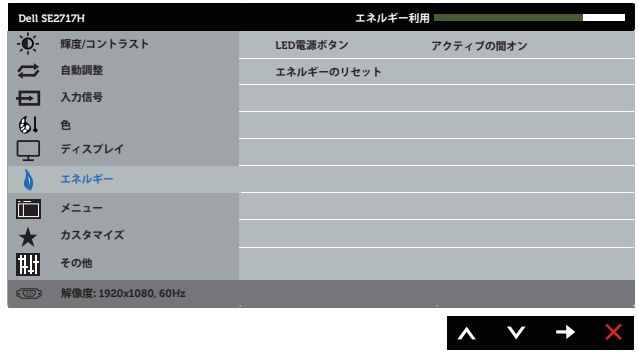 Dell SE2717H エネルギー利用
輝度/コントラスト LED電源ボタン アクティブの間オン
自動調整 エネルギーのリセット
入力信号
色
ディスプレイ
エネルギー
メニュー
カスタマイズ
その他
解像度: 1920x1080, 60Hz